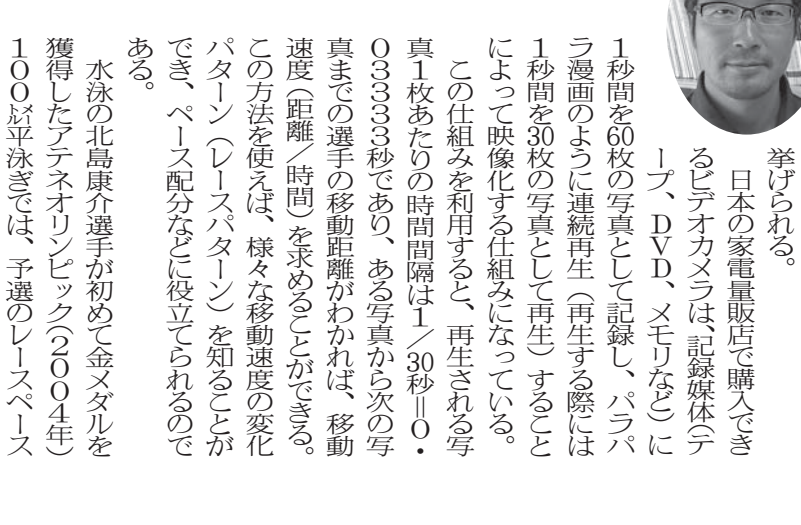 挙げられる。
日本の家電量販店で購入でき
るビデオカメラは、記録媒体(テ
ープ、DVD、メモリなど)に
1秒間を60枚の写真として記録し、パラパ
ラ漫画のように連続再生(再生する際には
1秒間を30枚の写真として再生)すること
によって映像化する仕組みになっている。
この仕組みを利用すると、再生される写
真1枚あたりの時間間隔は1/30秒=0・
03333秒であり、ある写真から次の写
真までの選手の移動距離がわかれば、移動
速度(距離/時間)を求めることができる。
この方法を使えば、様々な移動速度の変化
パターン(レースパターン)を知ることが
でき、ペース配分などに役立てられるので
ある。
水泳の北島康介選手が初めて金メダルを
獲得したアテネオリンピック(2004年)
100㍍平泳ぎでは、予選のレースペース